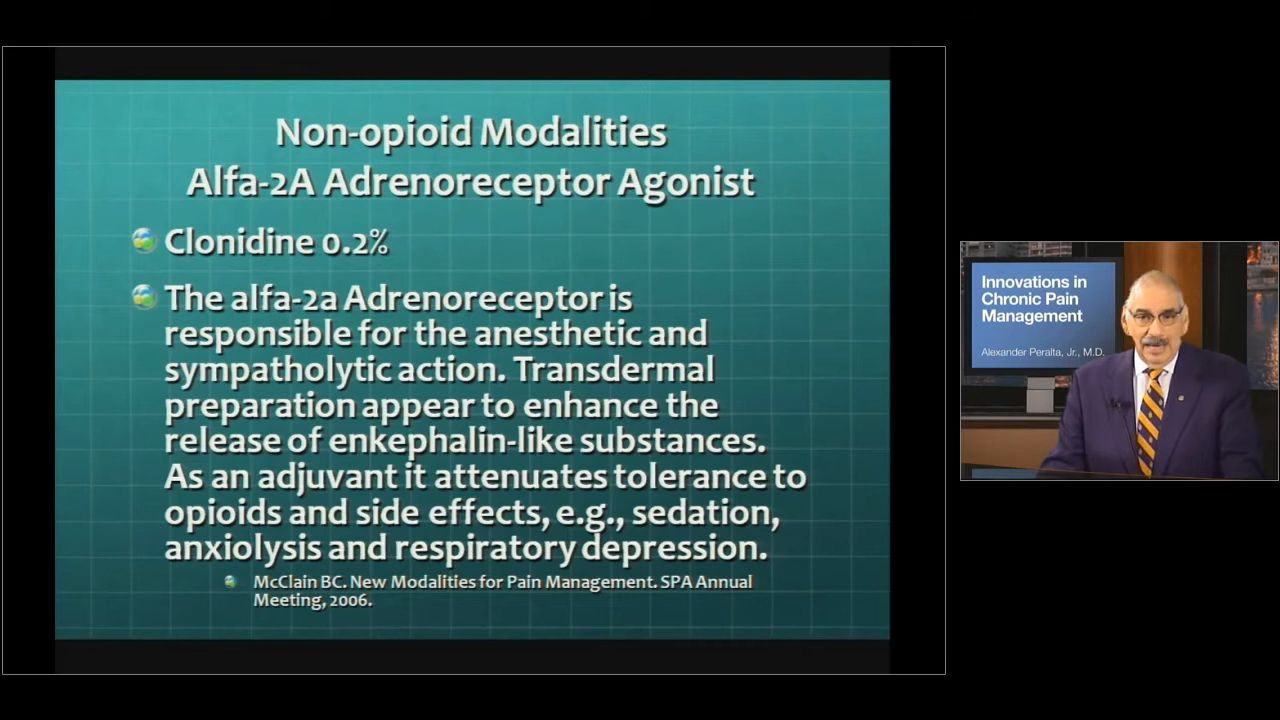 Non-opioid Modalities
Alfa-2A Adrenoreceptor Agonist
Clonidine 0.2%
The alfa-2a Adrenoreceptor is
responsible for the anesthetic and
sympatholytic action. Transdermal
preparation appear to enhance the
release of enkephalin-like substances.
As an adjuvant it attenuates tolerance to
opioids and side effects, e.g., sedation,
anxiolysis and respiratory depression.
McClain BC. New Modalities for Pain Management. SPA Annual
Meeting, 2006.
Innovations in
Chronic Pain
Management
Alexander Peralta, Jr., M.D.